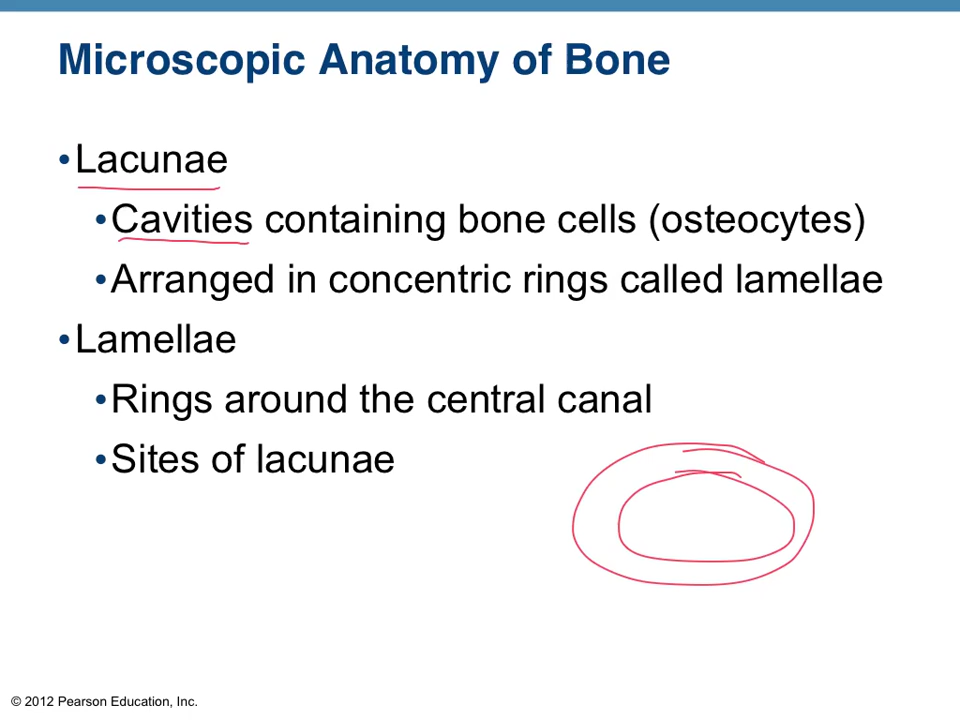 Microscopic Anatomy of Bone
•Lacunae
•Cavities containing bone cells (osteocytes)
•Arranged in concentric rings called lamellae
•Lamellae
•Rings around the central canal
•Sites of lacunae
© 2012 Pearson Education, Inc.